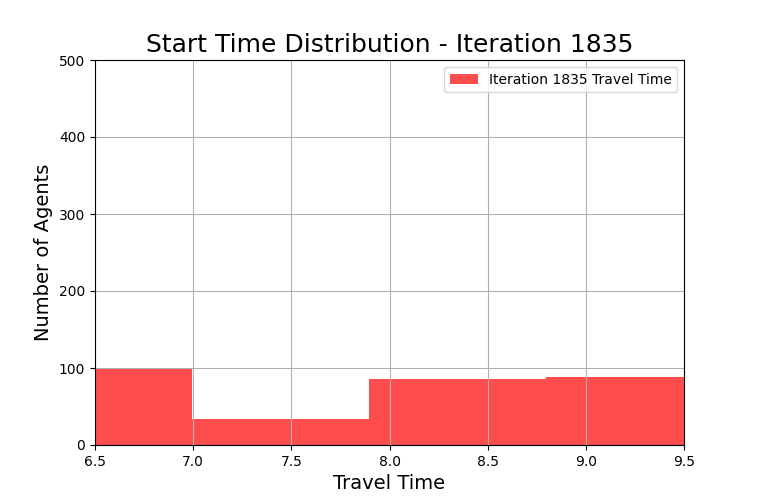 Start Time Distribution - Iteration 1835
Iteration 1835 Travel Time
Number of Agents
500
400
300
200
100
0
6.5 7.0 7.5 8.0 8.5 9.0 9.5
Travel Time